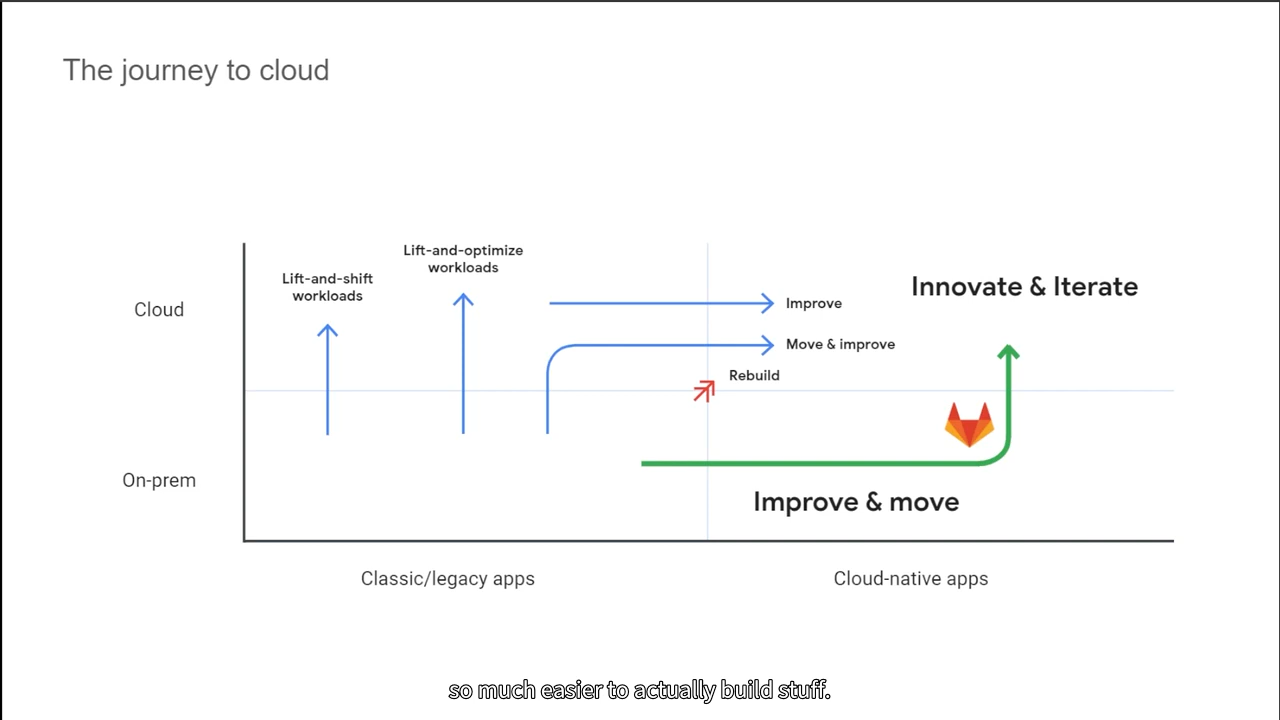 The journey to cloud
Lift-and-optimize
workloads
Lift-and-shift
workloads
Cloud
Improve
Innovate & Iterate
Move & improve
Rebuild
On-prem
Improve & move
Classic/legacy apps
Cloud-native apps
so much easier to actually build stuff.